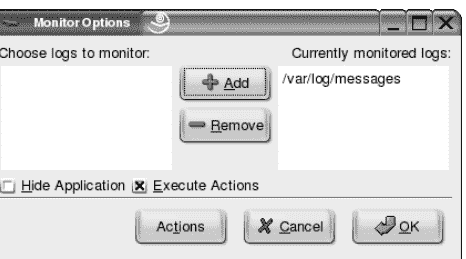 Monitor Options
Choose logs to monitor:
Currently monitored logs:
Add
/var/log/messages
Remove
Hide Application
Execute Actions
Actions
Cancel
OK